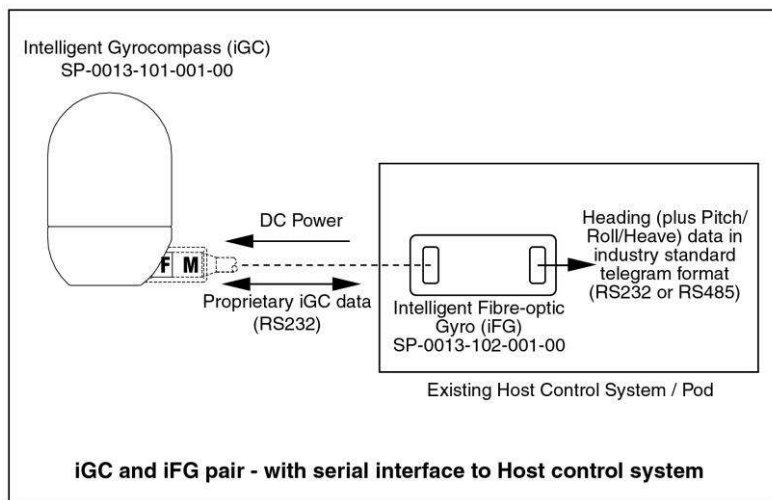 Intelligent Gyrocompass (iGC)
SP-0013-101-001-00
DC Power
F M
Proprietary iGC data
(RS232)
Intelligent Fibre-optic
Gyro (iFG)
SP-0013-102-001-00
Heading (plus Pitch/
Roll/Heave) data in
industry standard
telegram format
(RS232 or RS485)
Existing Host Control System / Pod
iGC and iFG pair - with serial interface to Host control system